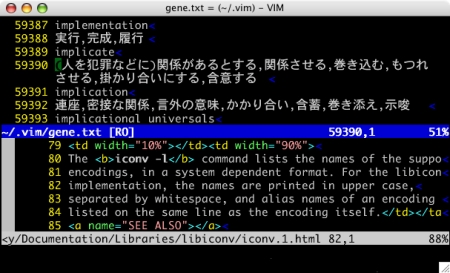 gene.txt = (~/.vim) - VIM
59387 implementation<
59388 実行,完成,履行 <
59389 implicate<
59390 (人を犯罪などに)関係があるとする,関係させる,巻き込む,もつれ
させる,掛かり合いにする,含意する <
59391 implication<
59392 連座,密接な関係,言外の意味,かかり合い,含蓄,巻き添え,示唆 <
59393 implicational universals<
~/.vim/gene.txt [RO] 59390,1 51%
79 <td width="10%"></td><td width="90%"><
80 The <b>iconv -l</b> command lists the names of the suppo<
81 encodings, in a system dependent format. For the libicon<
82 implementation, the names are printed in upper case,<
83 separated by whitespace, and alias names of an encoding <
84 listed on the same line as the encoding itself.</td></ta<
85 <a name="SEE ALSO"></a><
<y/Documentation/Libraries/libiconv/iconv.1.html 82,1 88%